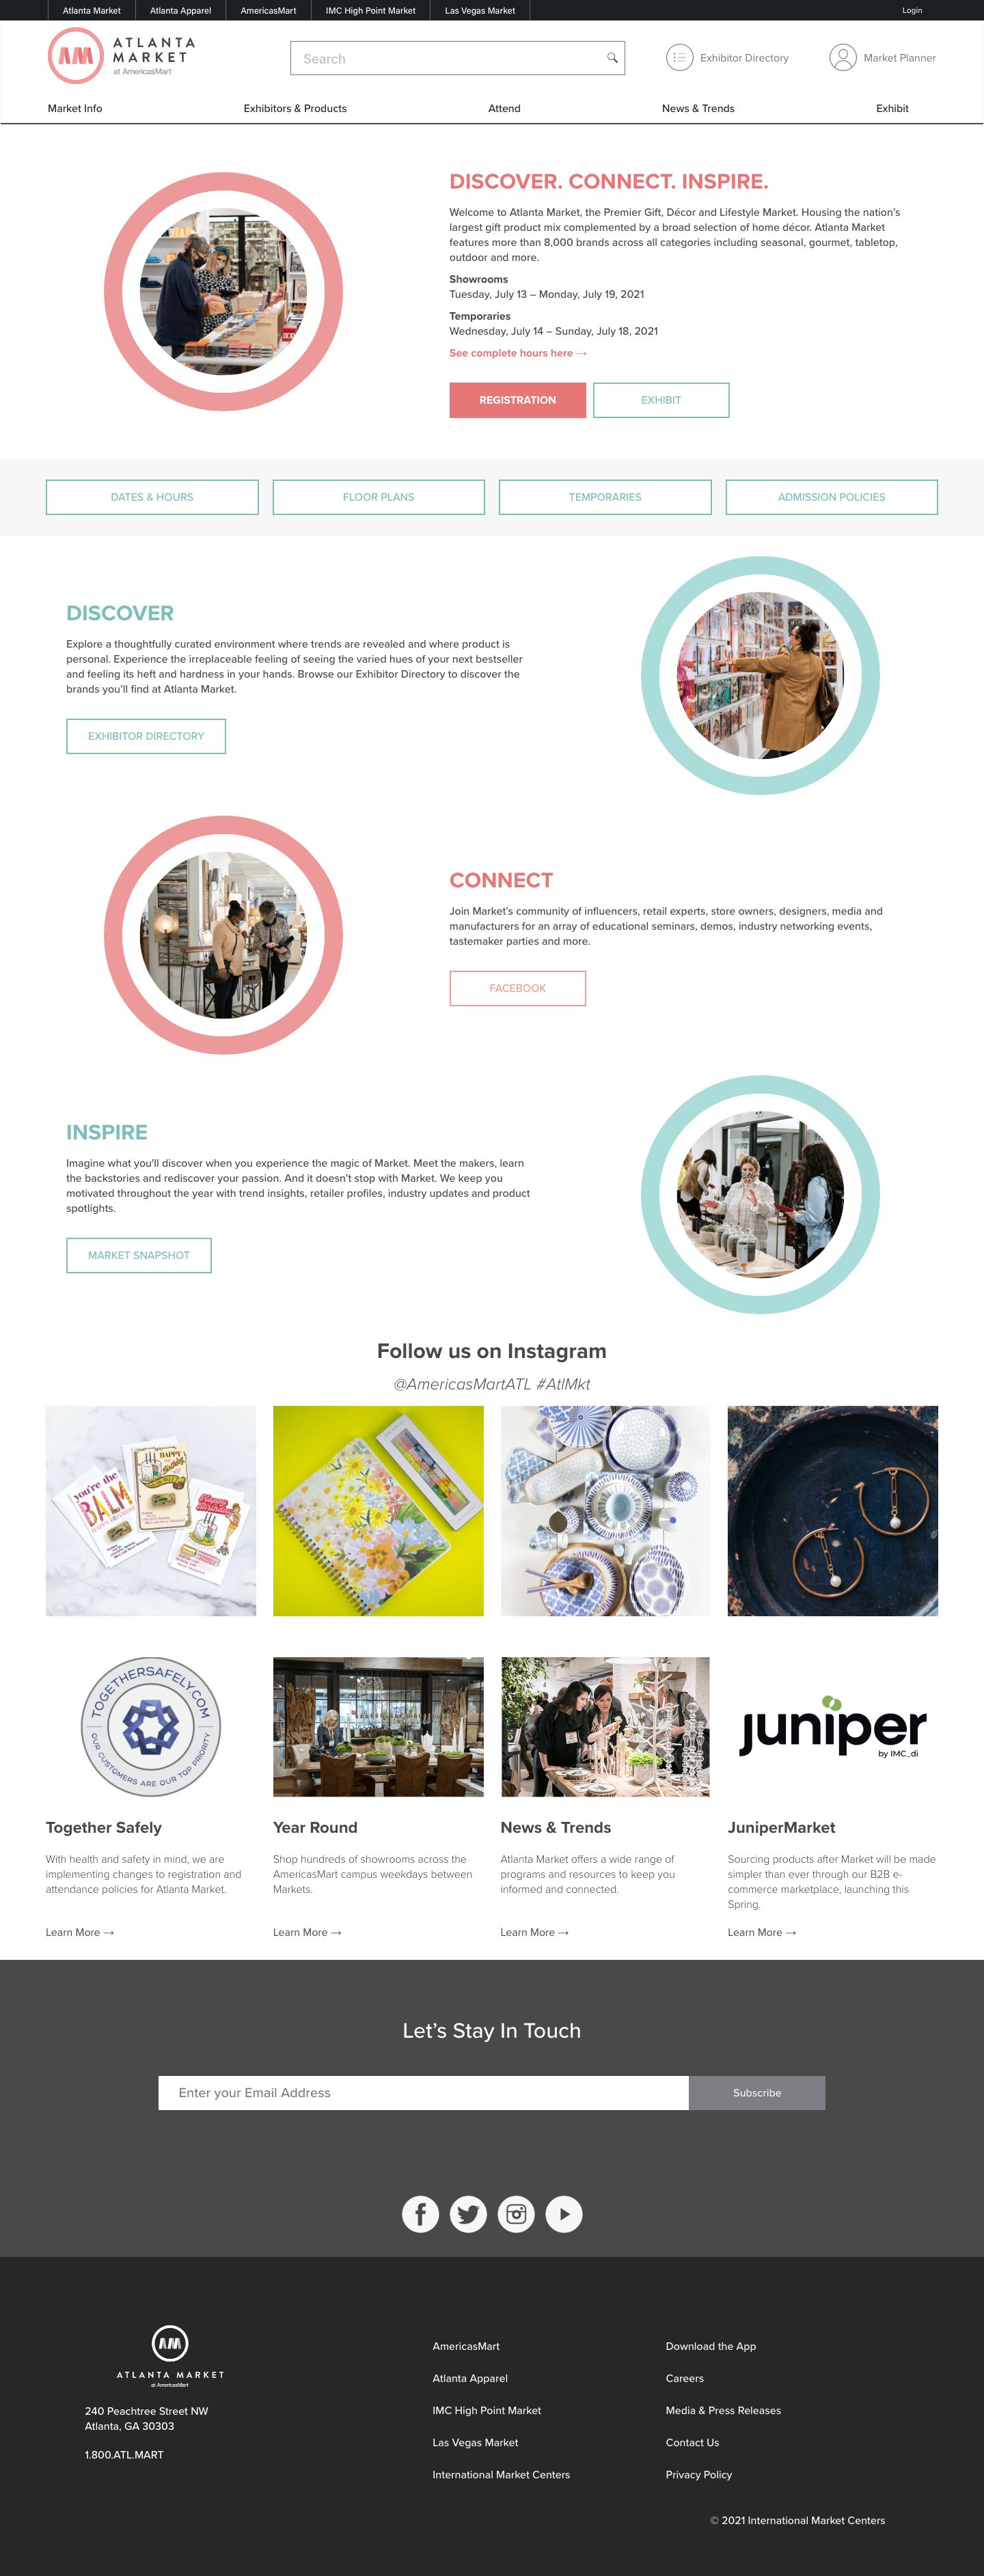 Atlanta Market
Atlanta Apparel
AmericasMart
IMC High Point Market
Las Vegas Market
Login
AM
ATLANTA
MARKET
at AmericasMart
Search
Exhibitor Directory
Market Planner
Market Info
Exhibitors & Products
Attend
News & Trends
Exhibit
DISCOVER. CONNECT. INSPIRE.
Welcome to Atlanta Market, the Premier Gift, Décor and Lifestyle Market. Housing the nation's
largest gift product mix complemented by a broad selection of home décor. Atlanta Market
features more than 8,000 brands across all categories including seasonal, gourmet, tabletop,
outdoor and more.
Showrooms
Tuesday, July 13 – Monday, July 19, 2021
Temporaries
Wednesday, July 14 – Sunday, July 18, 2021
See complete hours here →
REGISTRATION
EXHIBIT
DATES & HOURS
FLOOR PLANS
TEMPORARIES
ADMISSION POLICIES
DISCOVER
Explore a thoughtfully curated environment where trends are revealed and where product is
personal. Experience the irreplaceable feeling of seeing the varied hues of your next bestseller
and feeling its heft and hardness in your hands. Browse our Exhibitor Directory to discover the
brands you'll find at Atlanta Market.
EXHIBITOR DIRECTORY
CONNECT
Join Market's community of influencers, retail experts, store owners, designers, media and
manufacturers for an array of educational seminars, demos, industry networking events,
tastemaker parties and more.
FACEBOOK
INSPIRE
Imagine what you'll discover when you experience the magic of Market. Meet the makers, learn
the backstories and rediscover your passion. And it doesn't stop with Market. We keep you
motivated throughout the year with trend insights, retailer profiles, industry updates and product
spotlights.
MARKET SNAPSHOT
Follow us on Instagram
@AmericasMartATL #AtlMkt
you're the
BALM
HAPPY
TOGETHERSAFELY.COM
OUR CUSTOMERS ARE OUR TOP PRIORITY
juniper
by IMC_di
Together Safely
With health and safety in mind, we are
implementing changes to registration and
attendance policies for Atlanta Market.
Learn More →
Year Round
Shop hundreds of showrooms across the
AmericasMart campus weekdays between
Markets.
Learn More →
News & Trends
Atlanta Market offers a wide range of
programs and resources to keep you
informed and connected.
Learn More →
JuniperMarket
Sourcing products after Market will be made
simpler than ever through our B2B e-
commerce marketplace, launching this
Spring.
Learn More →
Let's Stay In Touch
Enter your Email Address
Subscribe
AM
ATLANTA MARKET
at AmericasMart
240 Peachtree Street NW
Atlanta, GA 30303
1.800.ATL.MART
AmericasMart
Atlanta Apparel
IMC High Point Market
Las Vegas Market
International Market Centers
Download the App
Careers
Media & Press Releases
Contact Us
Privacy Policy
© 2021 International Market Centers